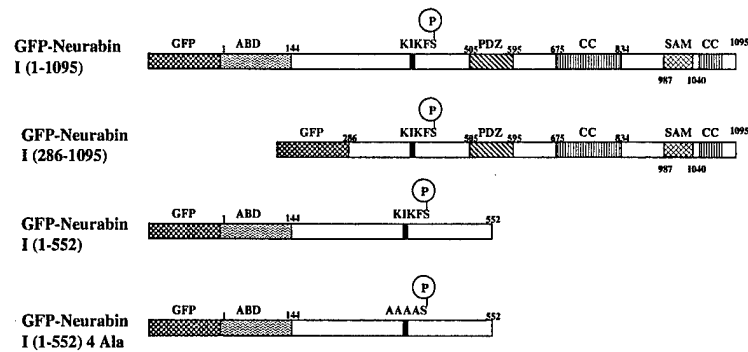 P
GFP-Neurabin
I (1-1095)
GFP 1 ABD 144 KIKFS 505 PDZ 595 675 CC 834 SAM CC 1095
987 1040
P
GFP-Neurabin
I (286-1095)
GFP 286 KIKFS 505 PDZ 595 675 CC 834 SAM CC 1095
987 1040
P
GFP-Neurabin
I (1-552)
GFP 1 ABD 144 KIKFS 552
P
GFP-Neurabin
I (1-552) 4 Ala
GFP 1 ABD 144 AAAAS 552